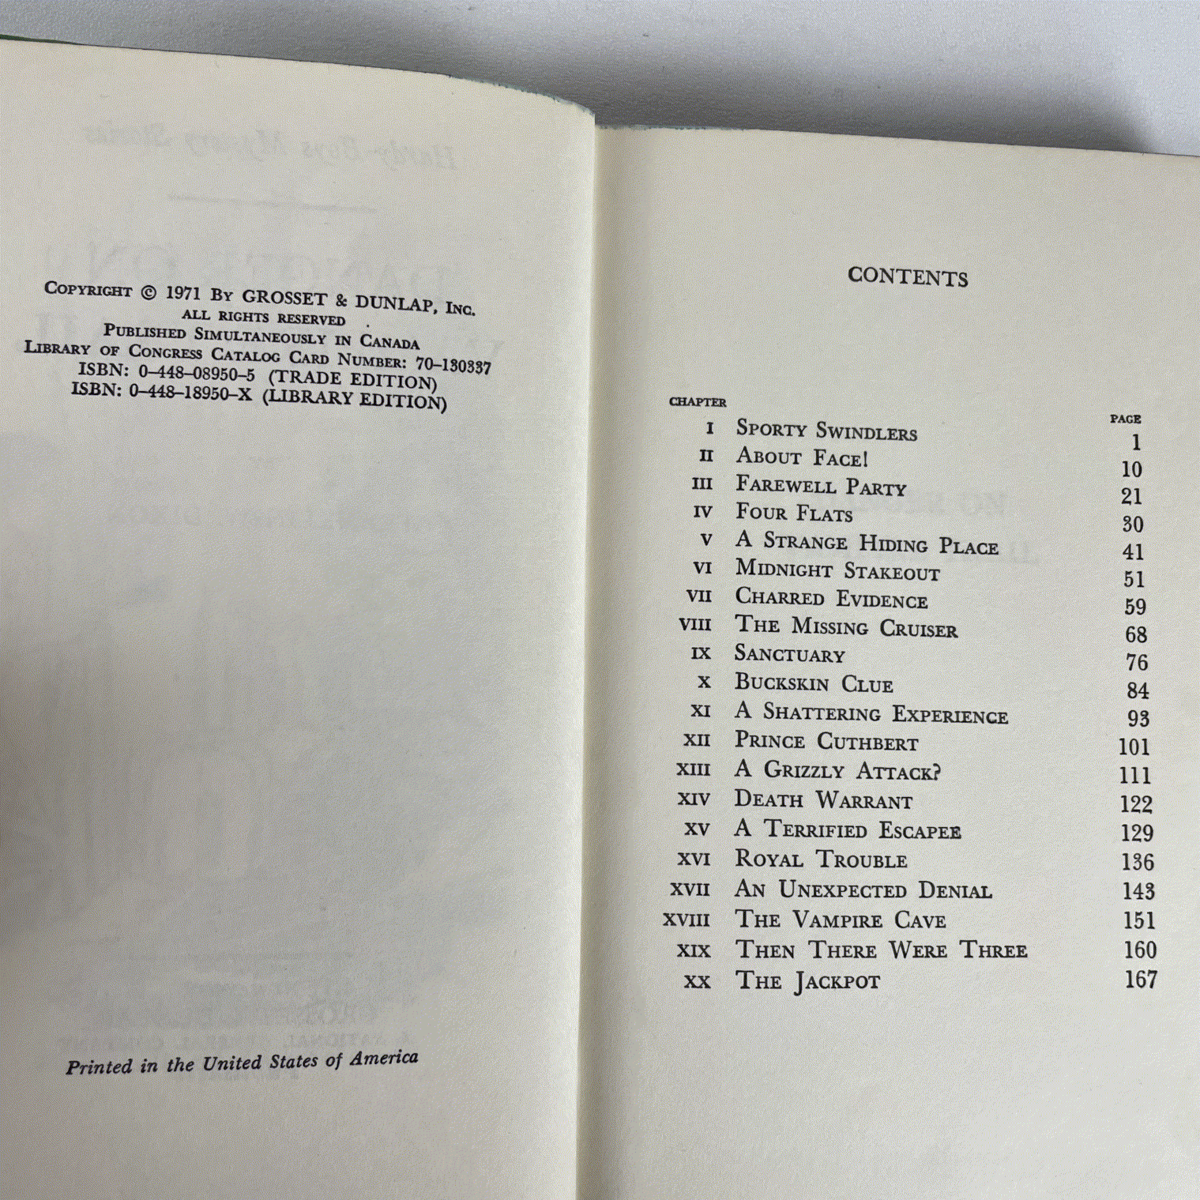 COPYRIGHT © 1971 BY GROSSET & DUNLAP, INC.
ALL RIGHTS RESERVED
PUBLISHED SIMULTANEOUSLY IN CANADA
LIBRARY OF CONGRESS CATALOG CARD NUMBER: 70–130337
ISBN: 0–448–08950–5 (TRADE EDITION)
ISBN: 0–448–18950–X (LIBRARY EDITION)
Printed in the United States of America
CONTENTS
CHAPTER PAGE
I SPORTY SWINDLERS 1
II ABOUT FACE! 10
III FAREWELL PARTY 21
IV FOUR FLATS 30
V A STRANGE HIDING PLACE 41
VI MIDNIGHT STAKEOUT 51
VII CHARRED EVIDENCE 59
VIII THE MISSING CRUISER 68
IX SANCTUARY 76
X BUCKSKIN CLUE 84
XI A SHATTERING EXPERIENCE 93
XII PRINCE CUTHBERT 101
XIII A GRIZZLY ATTACK? 111
XIV DEATH WARRANT 122
XV A TERRIFIED ESCAPEE 129
XVI ROYAL TROUBLE 136
XVII AN UNEXPECTED DENIAL 143
XVIII THE VAMPIRE CAVE 151
XIX THEN THERE WERE THREE 160
XX THE JACKPOT 167